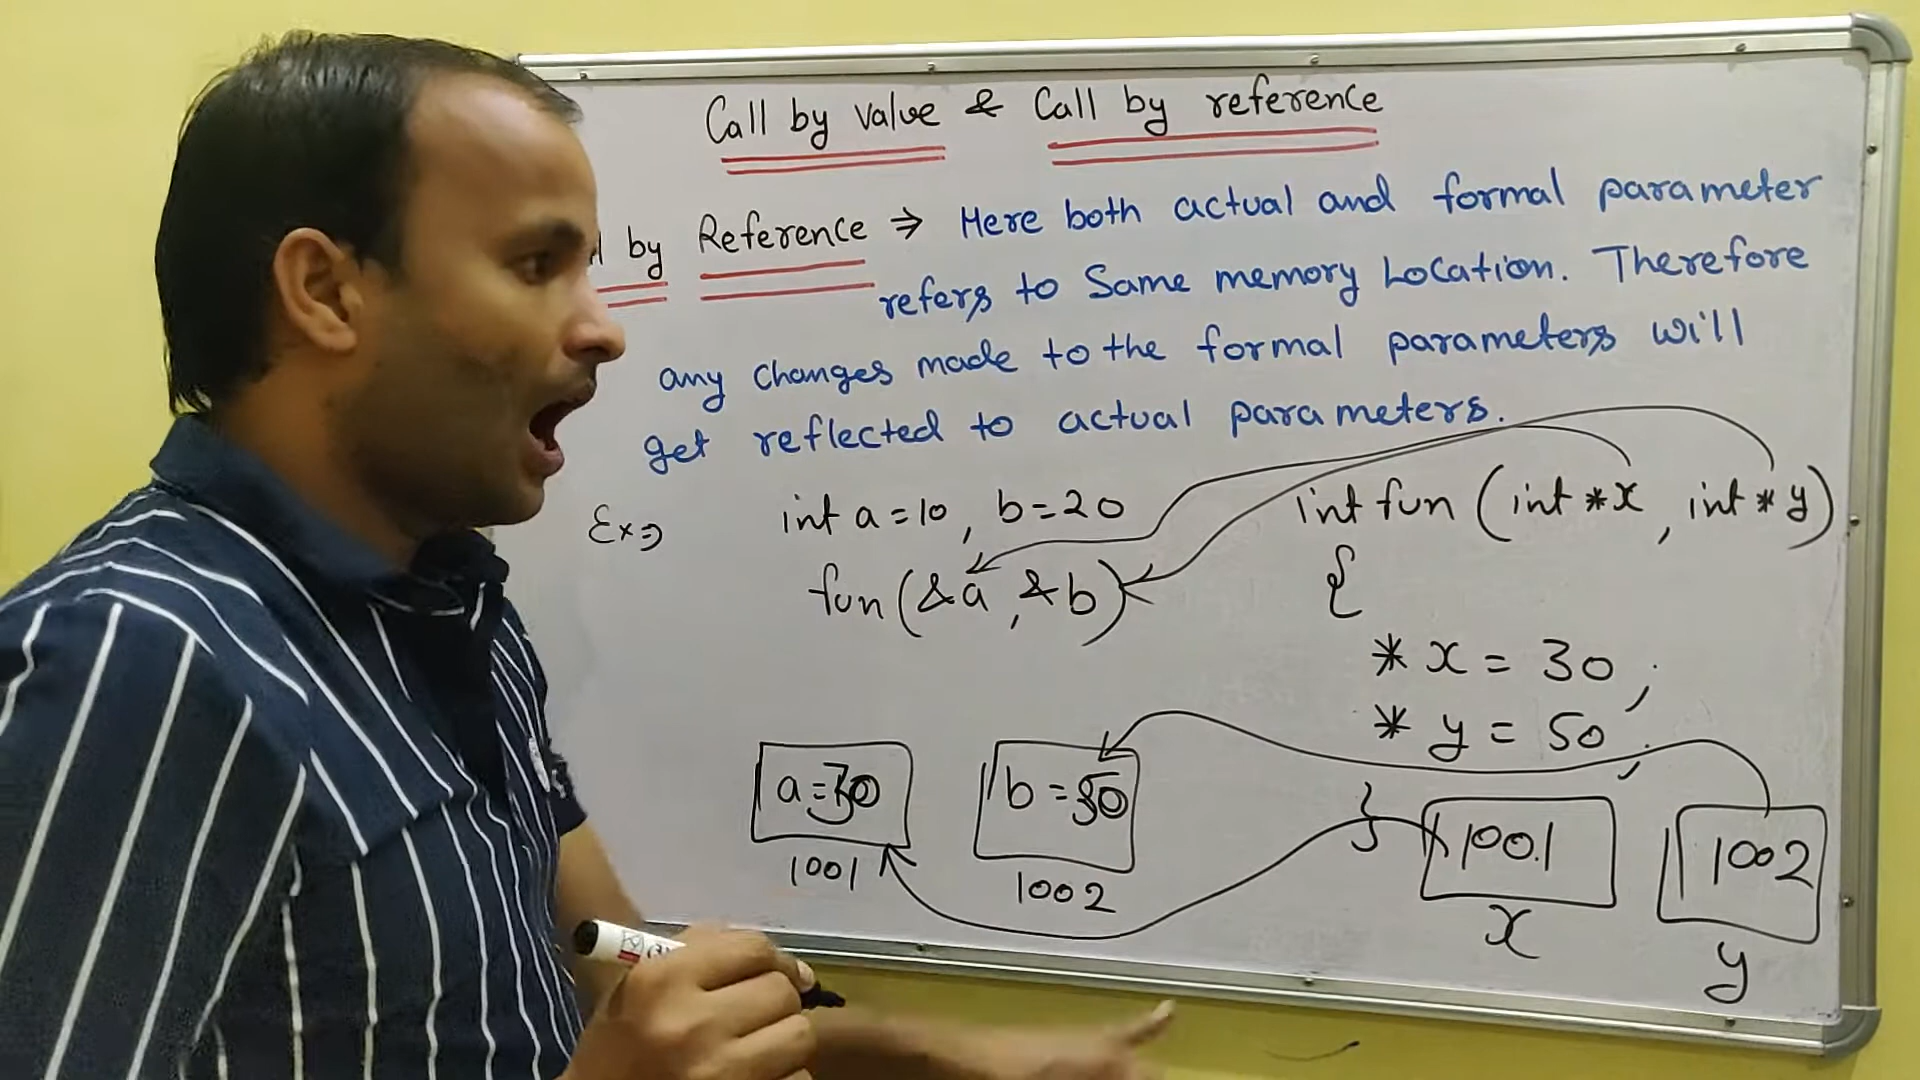 Call by value & Call by reference
by Reference ⇒ Here both actual and formal parameter
refers to Same memory Location. Therefore
any changes made to the formal parameters will
get reflected to actual parameters.
Ex⇒ int a=10, b=20
fun (&a, &b)
int fun (int *x, int *y)
{
*x = 30;
*y = 50;
}
a=30
1001
b=50
1002
1001
x
1002
y